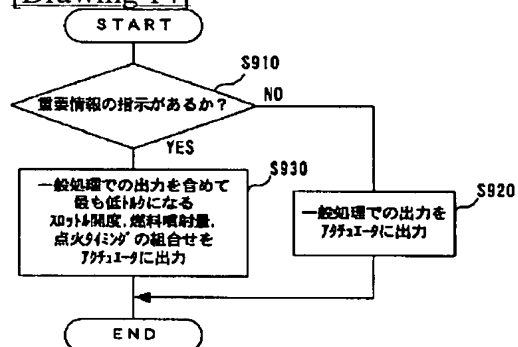 [Drawing 14]
START
S910
重要情報の指示があるか?
NO
YES
S930
一般処理での出力を含めて
最も低トルクになる
スロットル開度,燃料噴射量,
点火タイミングの組合せを
アクチュエータに出力
S920
一般処理での出力を
アクチュエータに出力
END